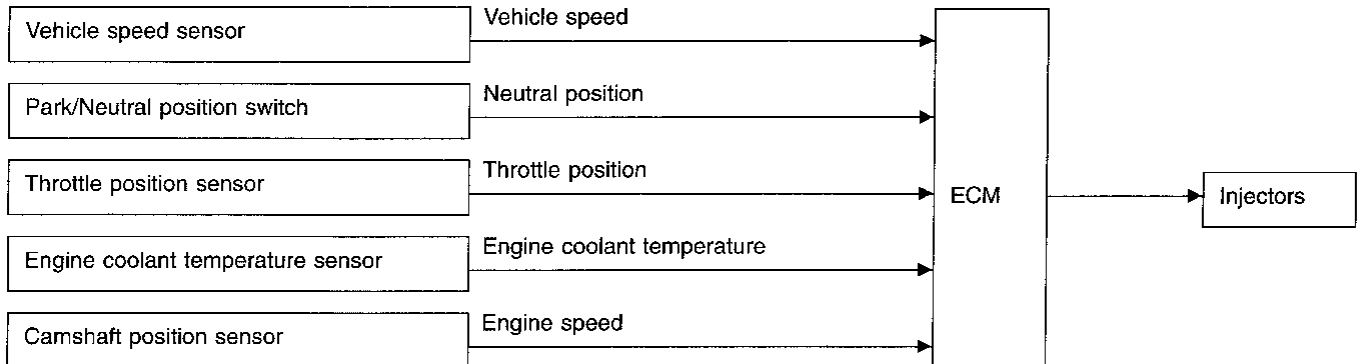 Vehicle speed sensor
Vehicle speed
Park/Neutral position switch
Neutral position
Throttle position sensor
Throttle position
ECM
Injectors
Engine coolant temperature sensor
Engine coolant temperature
Camshaft position sensor
Engine speed